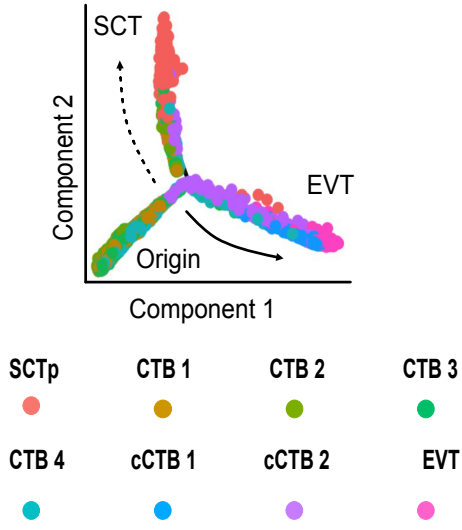 SCT
Component 2
EVT
Origin
Component 1
SCTp CTB 1 CTB 2 CTB 3
CTB 4 cCTB 1 cCTB 2 EVT